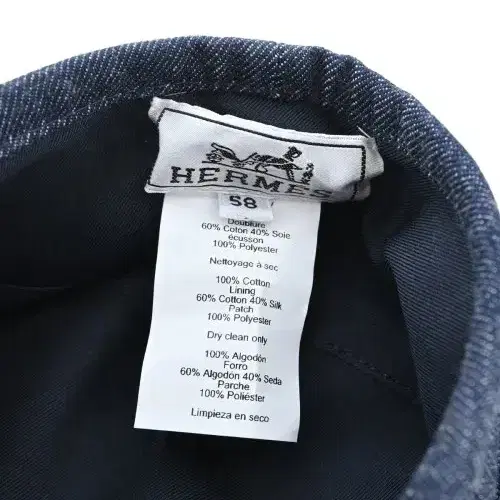 HERMES
58
Doublure
60% Coton 40% Soie
écusson
100% Polyester
Nettoyage à sec
100% Cotton
Lining
60% Cotton 40% Silk
Patch
100% Polyester
Dry clean only
100% Algodón
Forro
60% Algodón 40% Seda
Parche
100% Poliéster
Limpieza en seco